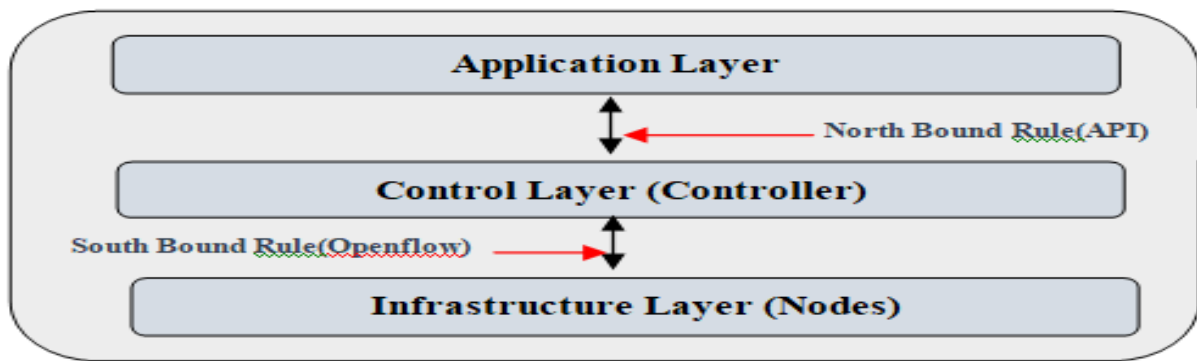 Application Layer
North Bound Rule(API)
Control Layer (Controller)
South Bound Rule(Openflow)
Infrastructure Layer (Nodes)